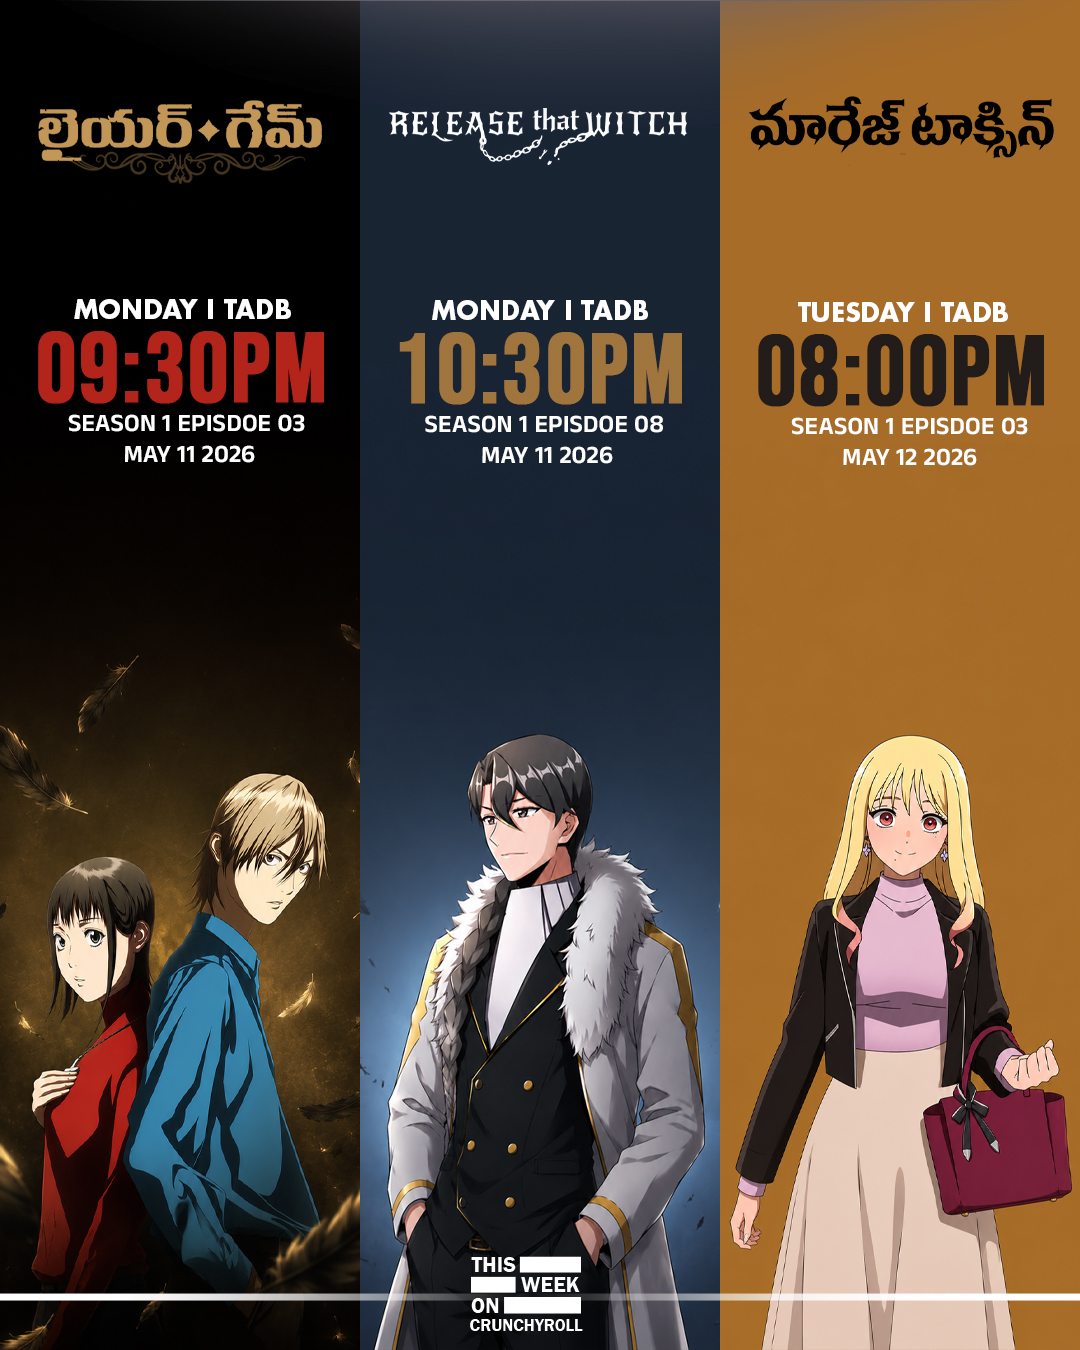 లైయర్ గేమ్
MONDAY | TADB
09:30PM
SEASON 1 EPISDOE 03
MAY 11 2026
RELEASE that WITCH
MONDAY | TADB
10:30PM
SEASON 1 EPISDOE 08
MAY 11 2026
మారేజ్ టాక్సిన్
TUESDAY | TADB
08:00PM
SEASON 1 EPISDOE 03
MAY 12 2026
THIS
WEEK
ON
CRUNCHYROLL